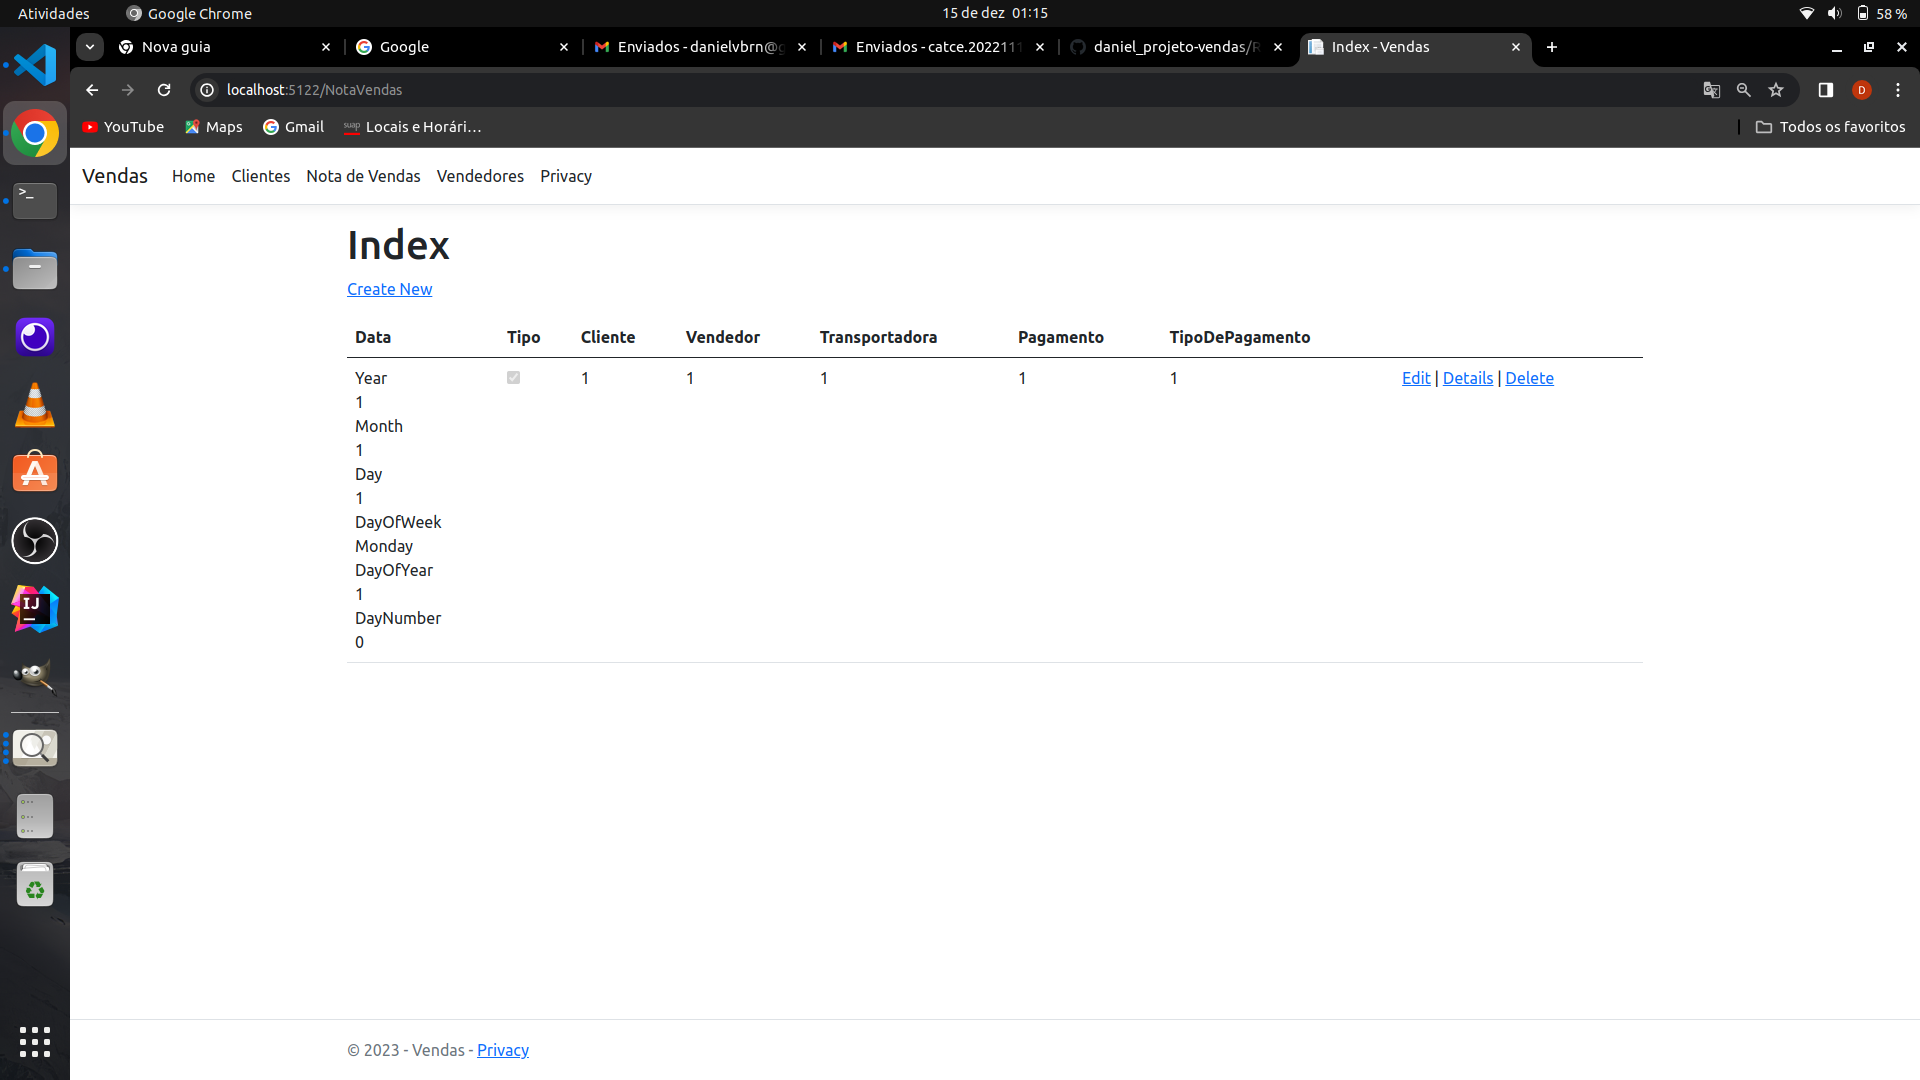 Atividades Google Chrome 15 de dez 01:15 58 %
Nova guia Google Enviados - danielvbrn@g Enviados - catce.2022111 daniel_projeto-vendas/R Index - Vendas
localhost:5122/NotaVendas D
YouTube Maps Gmail suap Locais e Horári... Todos os favoritos
Vendas Home Clientes Nota de Vendas Vendedores Privacy
Index
Create New
Data Tipo Cliente Vendedor Transportadora Pagamento TipoDePagamento
Year 1 1 1 1 1 Edit | Details | Delete
1
Month
1
Day
1
DayOfWeek
Monday
DayOfYear
1
DayNumber
0
IJ
© 2023 - Vendas - Privacy